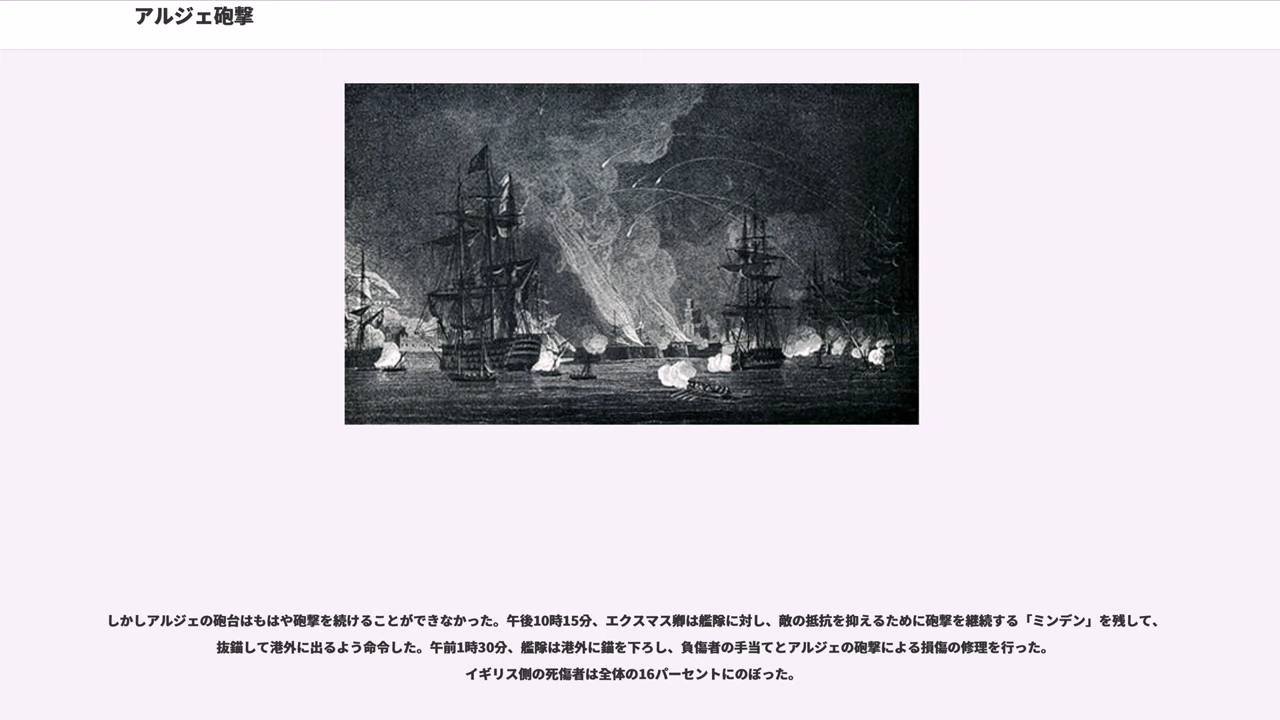 アルジェ砲撃
しかしアルジェの砲台はもはや砲撃を続けることができなかった。午後10時15分、エクスマス卿は艦隊に対し、敵の抵抗を抑えるために砲撃を継続する「ミンデン」を残して、
抜錨して港外に出るよう命令した。午前1時30分、艦隊は港外に錨を下ろし、負傷者の手当てとアルジェの砲撃による損傷の修理を行った。
イギリス側の死傷者は全体の16パーセントにのぼった。